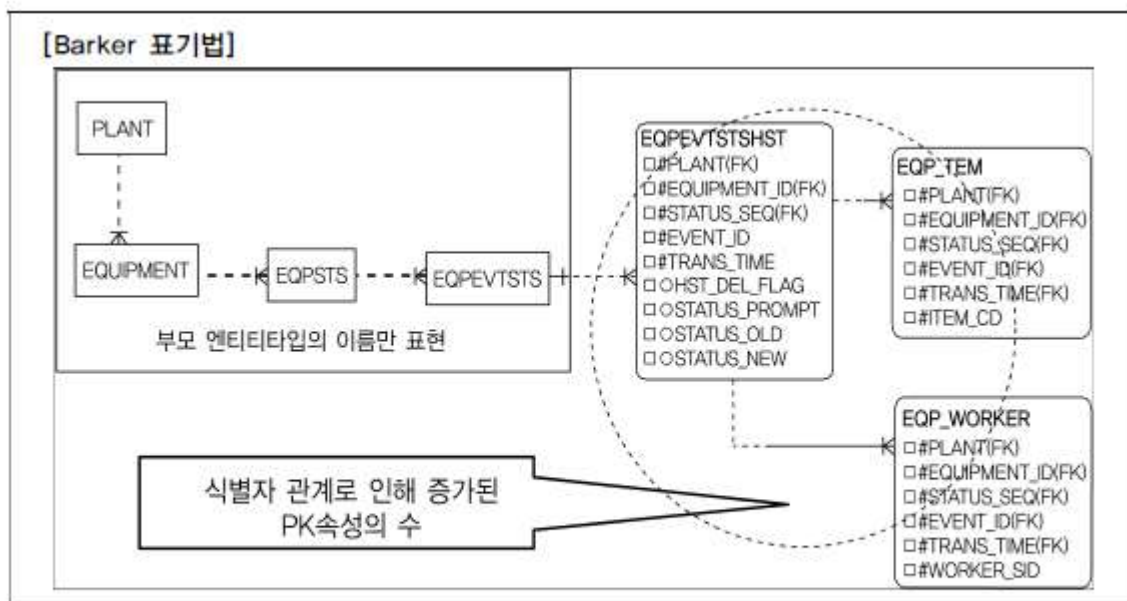 [Barker 표기법]
PLANT
EQUIPMENT
EQPSTS
EQPEVTSTS
부모 엔티티타입의 이름만 표현
EQPEVTSTSHST
□#PLANT(FK)
□#EQUIPMENT_ID(FK)
□#STATUS_SEQ(FK)
□#EVENT_ID
□#TRANS_TIME
□○HST_DEL_FLAG
□○STATUS_PROMPT
□○STATUS_OLD
□○STATUS_NEW
EQP_TEM
□#PLANT(FK)
□#EQUIPMENT_ID(FK)
□#STATUS_SEQ(FK)
□#EVENT_ID(FK)
□#TRANS_TIME(FK)
□#ITEM_CD
EQP_WORKER
□#PLANT(FK)
□#EQUIPMENT_ID(FK)
□#STATUS_SEQ(FK)
□#EVENT_ID(FK)
□#TRANS_TIME(FK)
□#WORKER_SID
식별자 관계로 인해 증가된
PK속성의 수